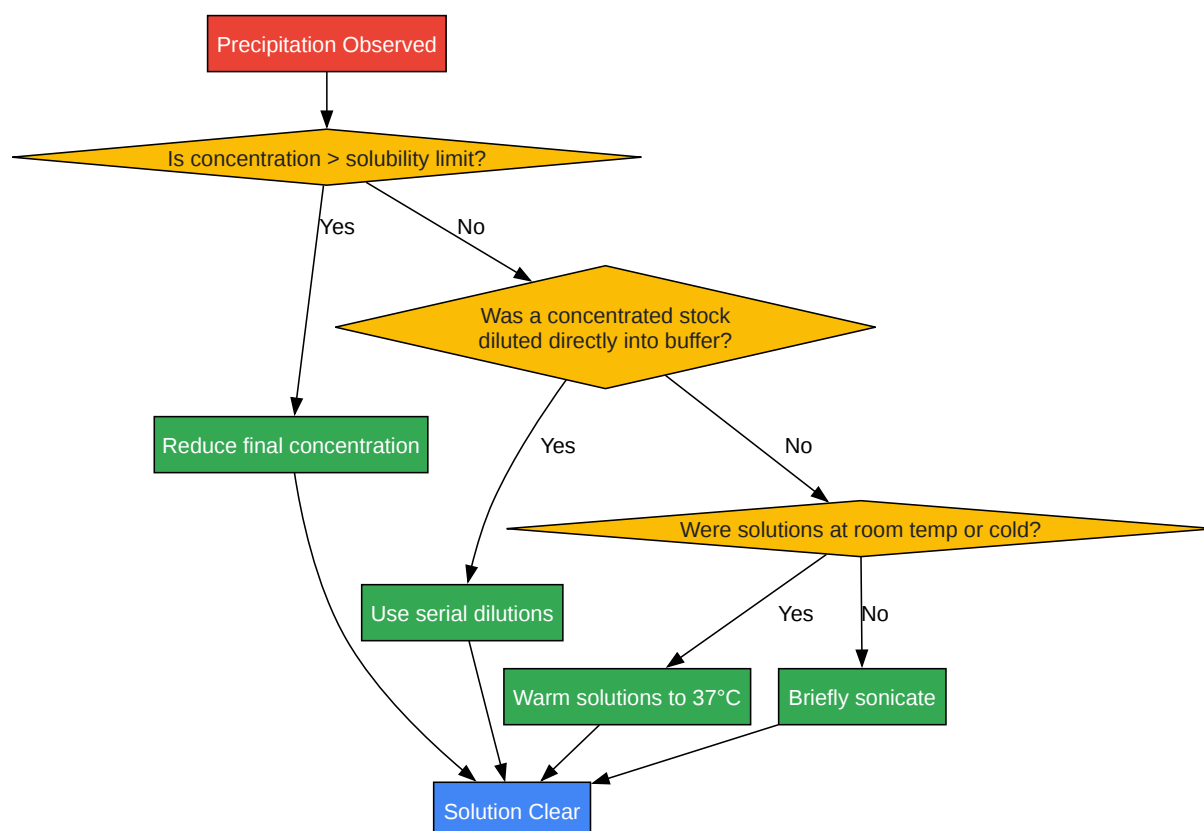 Precipitation Observed
Is concentration > solubility limit?
Yes
No
Was a concentrated stock
diluted directly into buffer?
Reduce final concentration
Yes
No
Were solutions at room temp or cold?
Use serial dilutions
Yes
No
Warm solutions to 37°C
Briefly sonicate
Solution Clear